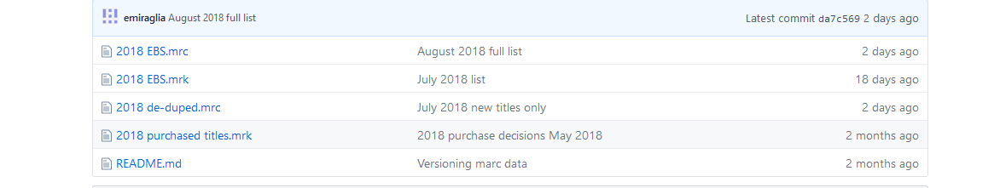 emiraglia August 2018 full list Latest commit da7c569 2 days ago
2018 EBS.mrc August 2018 full list 2 days ago
2018 EBS.mrk July 2018 list 18 days ago
2018 de-duped.mrc July 2018 new titles only 2 days ago
2018 purchased titles.mrk 2018 purchase decisions May 2018 2 months ago
README.md Versioning marc data 2 months ago